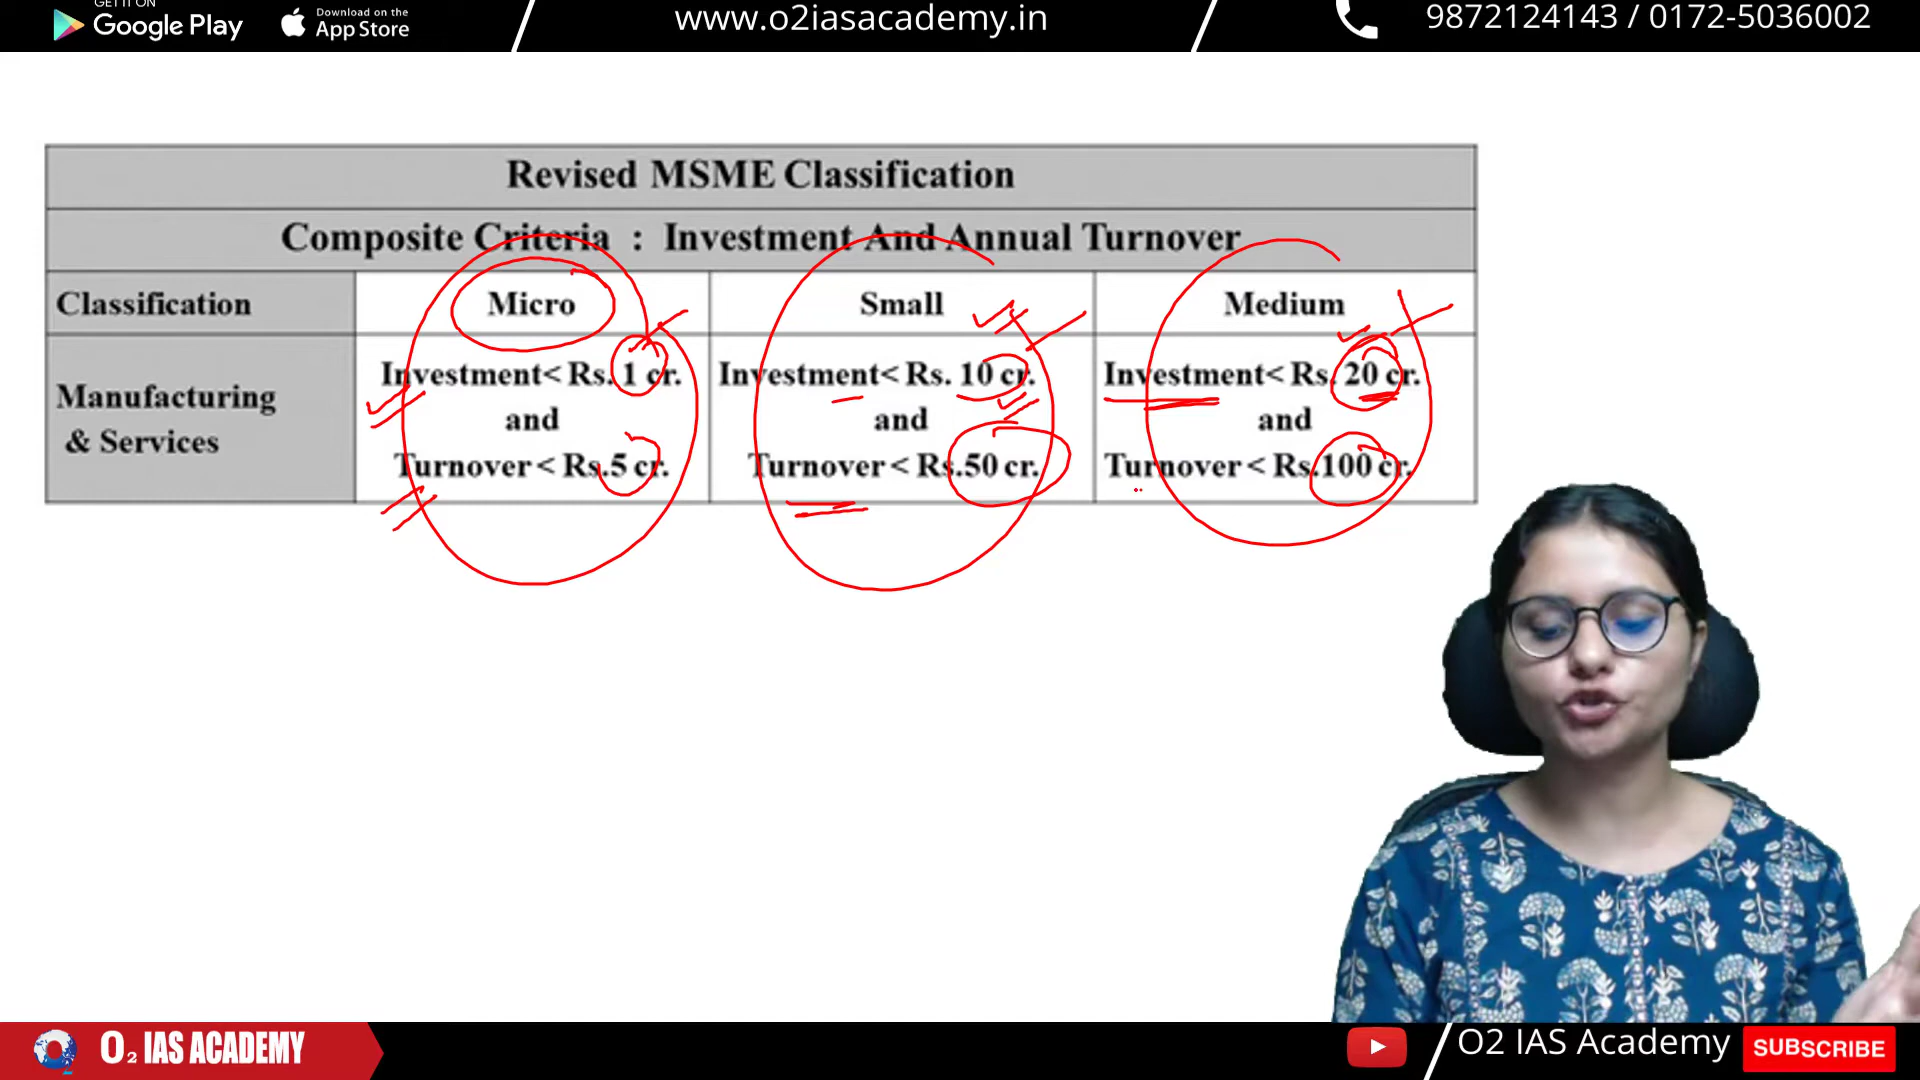 GET IT ON
Google Play
Download on the
App Store
www.o2iasacademy.in
9872124143 / 0172-5036002
Revised MSME Classification
Composite Criteria : Investment And Annual Turnover
Classification
Micro
Small
Medium
Manufacturing
& Services
Investment< Rs. 1 cr.
and
Turnover < Rs.5 cr.
Investment< Rs. 10 cr.
and
Turnover < Rs.50 cr.
Investment< Rs. 20 cr.
and
Turnover < Rs.100 cr.
O2 IAS ACADEMY
O2 IAS Academy
SUBSCRIBE